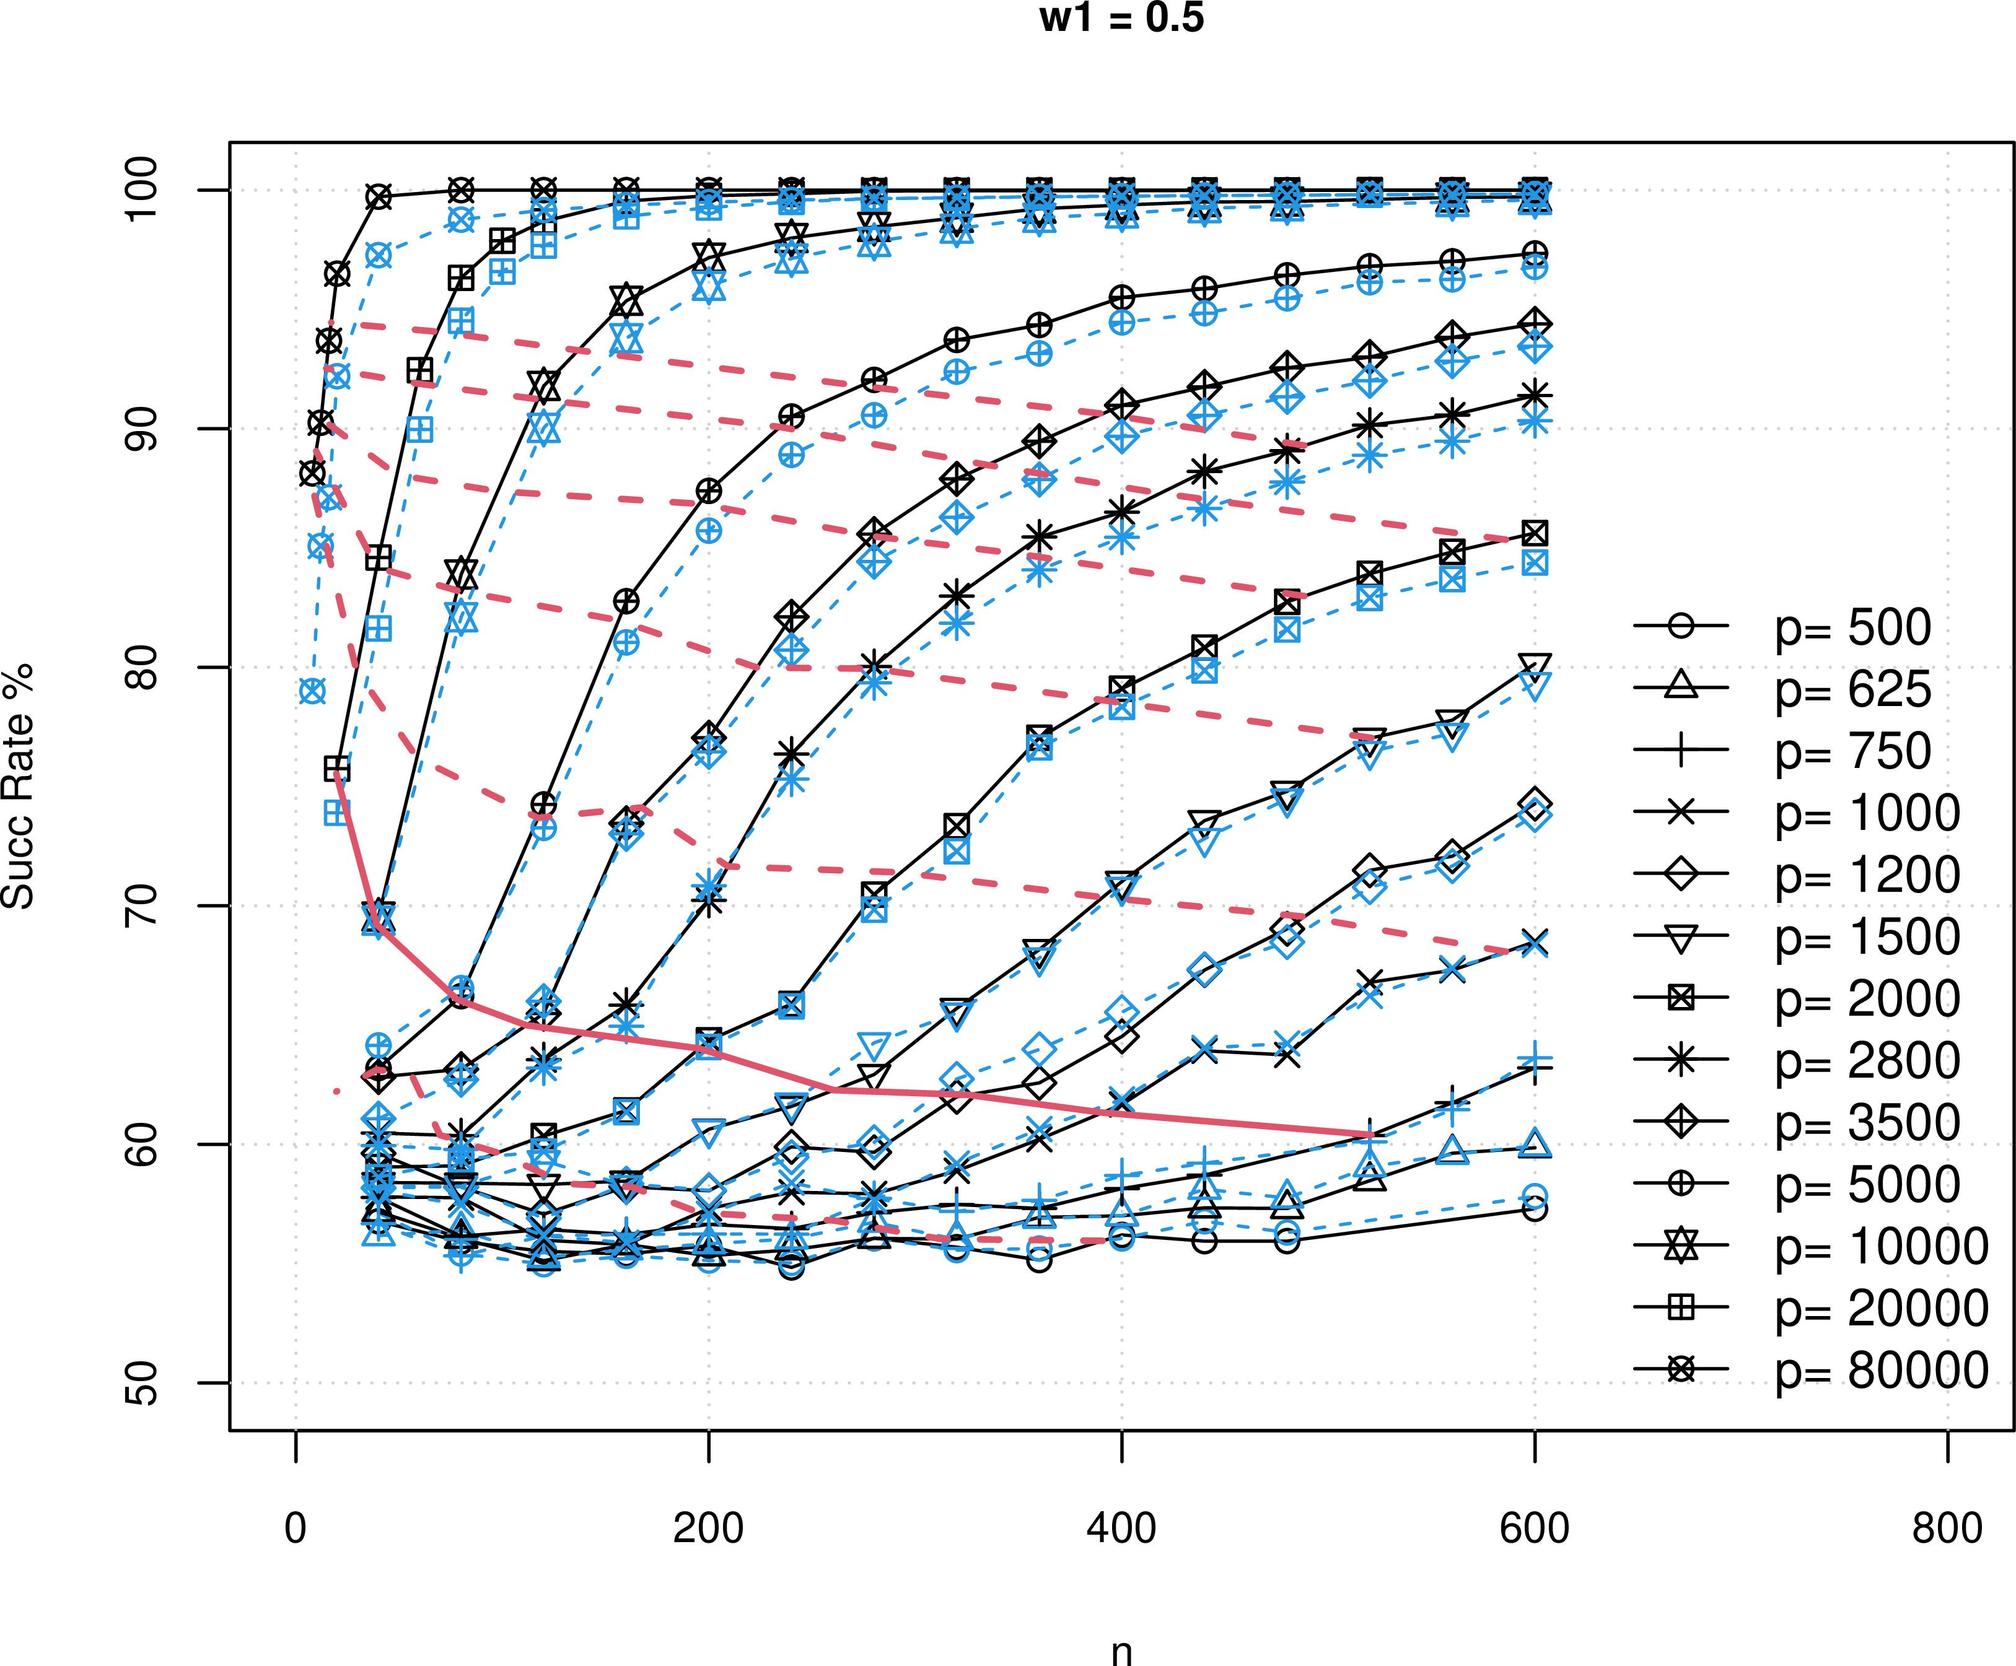 w1 = 0.5
Succ Rate %
100
90
80
70
60
50
0 200 400 600 800
n
p= 500
p= 625
p= 750
p= 1000
p= 1200
p= 1500
p= 2000
p= 2800
p= 3500
p= 5000
p= 10000
p= 20000
p= 80000